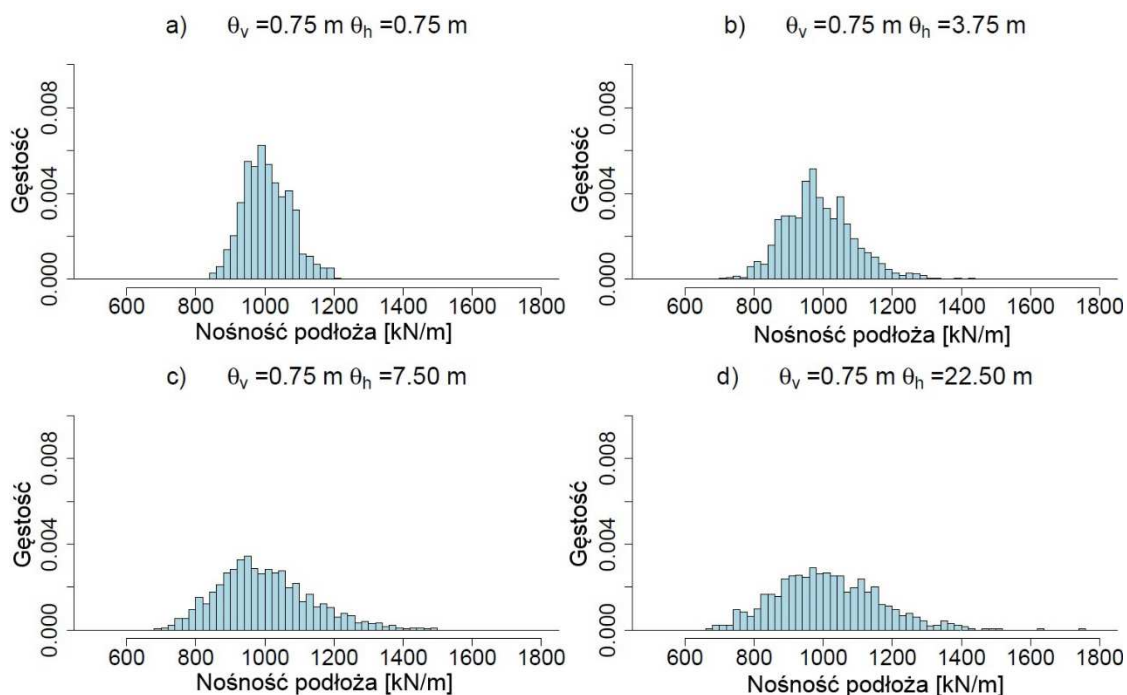 a) θv =0.75 m θh =0.75 m
Gęstość
0.000 0.004 0.008
600 800 1000 1200 1400 1600 1800
Nośność podłoża [kN/m]
b) θv =0.75 m θh =3.75 m
Gęstość
0.000 0.004 0.008
600 800 1000 1200 1400 1600 1800
Nośność podłoża [kN/m]
c) θv =0.75 m θh =7.50 m
Gęstość
0.000 0.004 0.008
600 800 1000 1200 1400 1600 1800
Nośność podłoża [kN/m]
d) θv =0.75 m θh =22.50 m
Gęstość
0.000 0.004 0.008
600 800 1000 1200 1400 1600 1800
Nośność podłoża [kN/m]